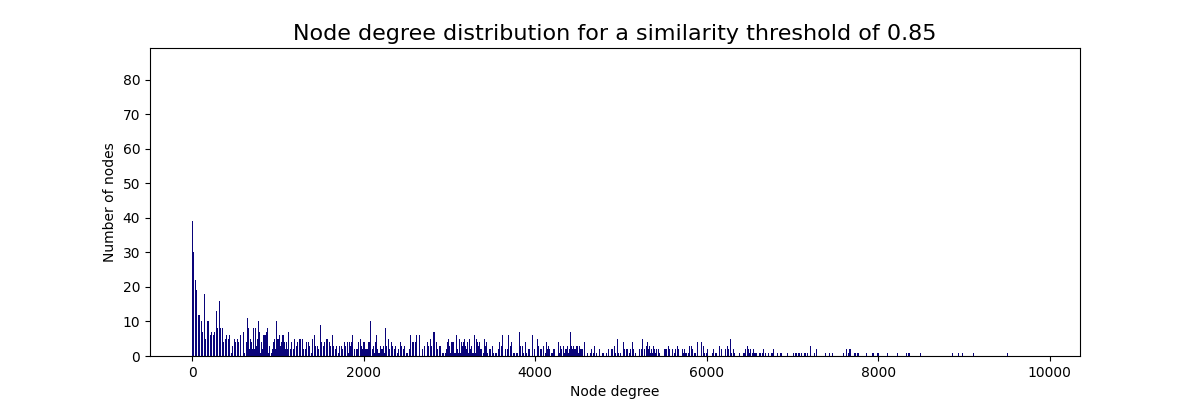 Node degree distribution for a similarity threshold of 0.85
80
70
60
50
40
30
20
10
0
Number of nodes
0 2000 4000 6000 8000 10000
Node degree